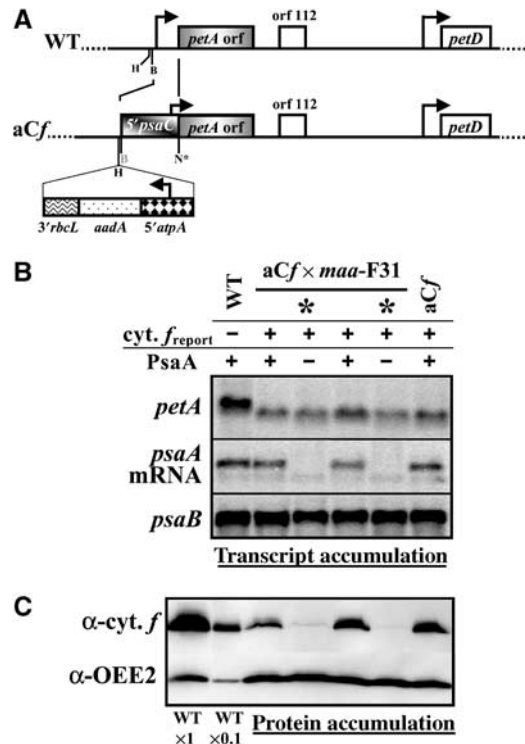 A
WT
petA orf
orf 112
petD
H B
aCf
5'psaC
petA orf
orf 112
petD
B
H
N*
3'rbcL aadA 5'atpA
B
WT
aCf × maa-F31
aCf
* *
cyt. f report − + + + + +
PsaA + + − + − +
petA
psaA
mRNA
psaB
Transcript accumulation
C
α-cyt. f
α-OEE2
WT WT Protein accumulation
×1 ×0.1